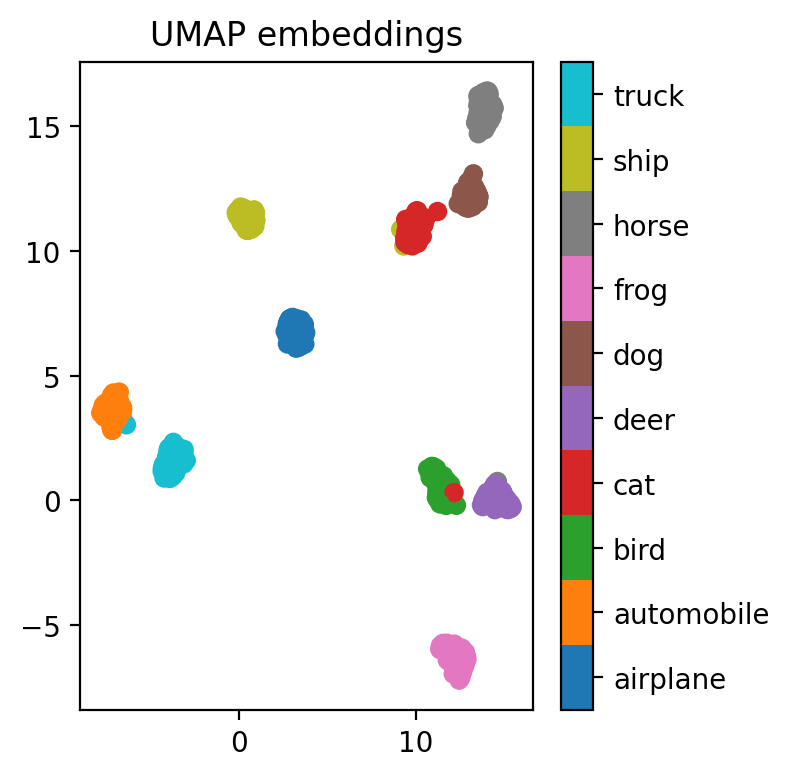 UMAP embeddings
15
10
5
0
−5
0 10
truck
ship
horse
frog
dog
deer
cat
bird
automobile
airplane